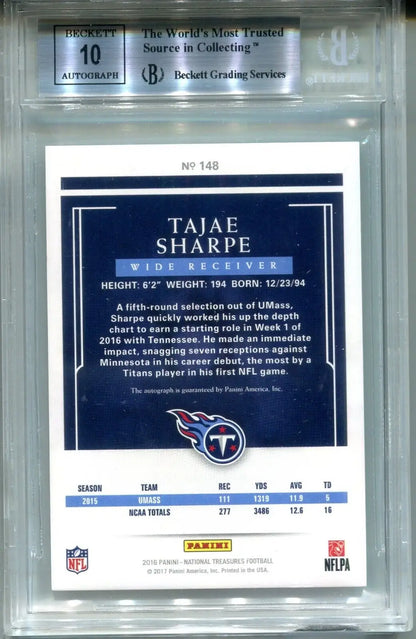 BECKETT
10
AUTOGRAPH
The World's Most Trusted
Source in Collecting™
B Beckett Grading Services
B
Nº 148
TAJAE
SHARPE
WIDE RECEIVER
HEIGHT: 6'2" WEIGHT: 194 BORN: 12/23/94
A fifth-round selection out of UMass,
Sharpe quickly worked his up the depth
chart to earn a starting role in Week 1 of
2016 with Tennessee. He made an immediate
impact, snagging seven receptions against
Minnesota in his career debut, the most by a
Titans player in his first NFL game.
The autograph is guaranteed by Panini America, Inc.
T
SEASON TEAM REC YDS AVG TD
2015 UMASS 111 1319 11.9 5
NCAA TOTALS 277 3486 12.6 16
PANINI
2016 PANINI - NATIONAL TREASURES FOOTBALL
© 2017 Panini America, Inc. Printed in the USA.
NFL
NFLPA